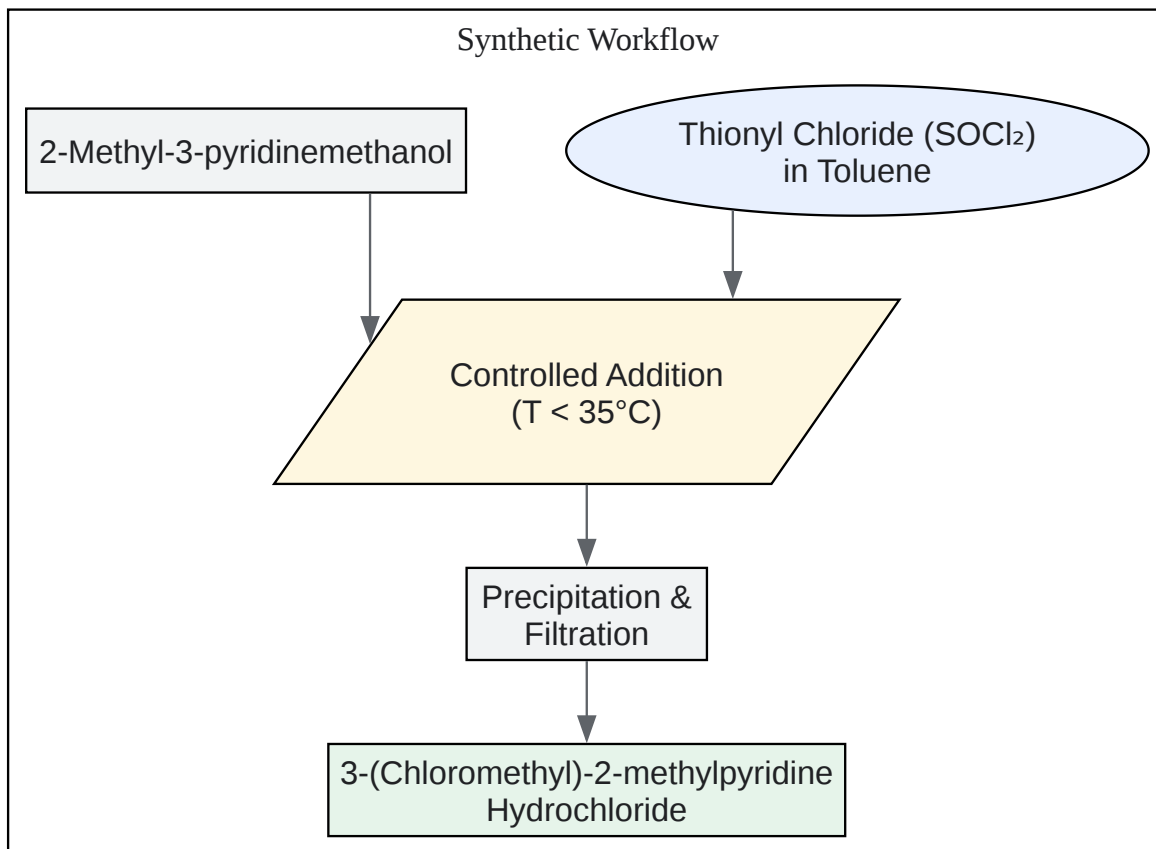 Synthetic Workflow
2-Methyl-3-pyridinemethanol
Thionyl Chloride (SOCl₂)
in Toluene
Controlled Addition
(T < 35°C)
Precipitation &
Filtration
3-(Chloromethyl)-2-methylpyridine
Hydrochloride